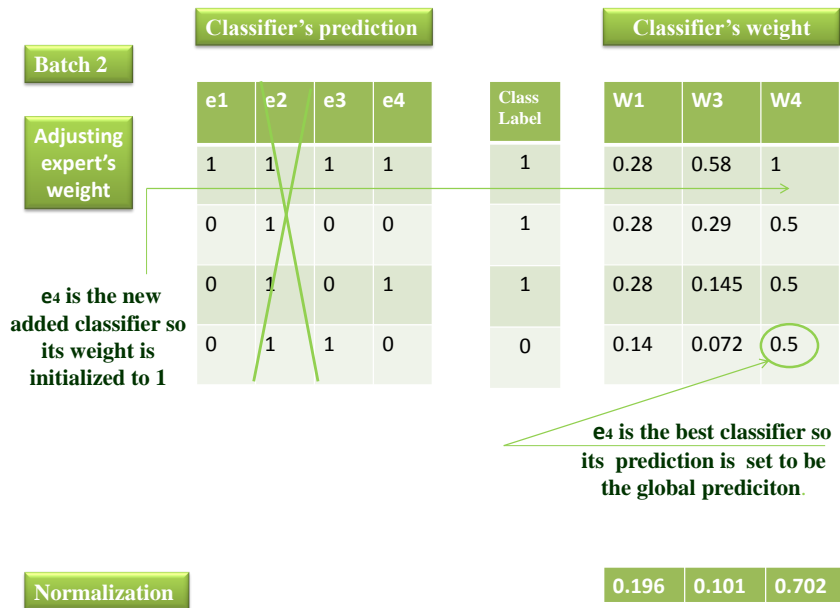 Classifier's prediction
Classifier's weight
Batch 2
Adjusting
expert's
weight
e1 e2 e3 e4
Class
Label
W1 W3 W4
1 1 1 1 1 0.28 0.58 1
0 1 0 0 1 0.28 0.29 0.5
0 1 0 1 1 0.28 0.145 0.5
0 1 1 0 0 0.14 0.072 0.5
e4 is the new
added classifier so
its weight is
initialized to 1
e4 is the best classifier so
its prediction is set to be
the global prediciton.
Normalization
0.196 0.101 0.702